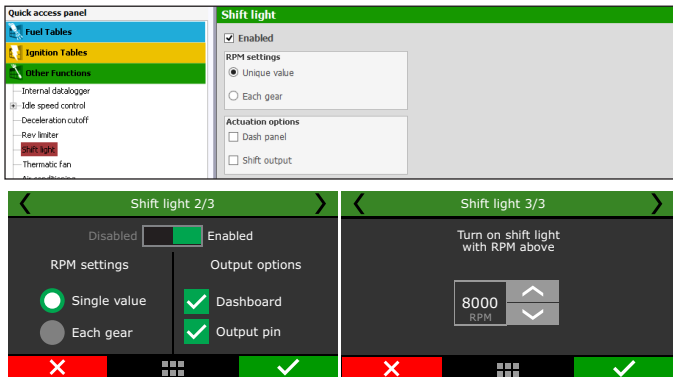 Quick access panel
Fuel Tables
Ignition Tables
Other Functions
Internal datalogger
Idle speed control
Deceleration cutoff
Rev limiter
Shift light
Thermatic fan
Air conditioning
Shift light
Enabled
RPM settings
Unique value
Each gear
Actuation options
Dash panel
Shift output
Shift light 2/3
Disabled Enabled
RPM settings
Single value
Each gear
Output options
Dashboard
Output pin
Shift light 3/3
Turn on shift light
with RPM above
8000
RPM